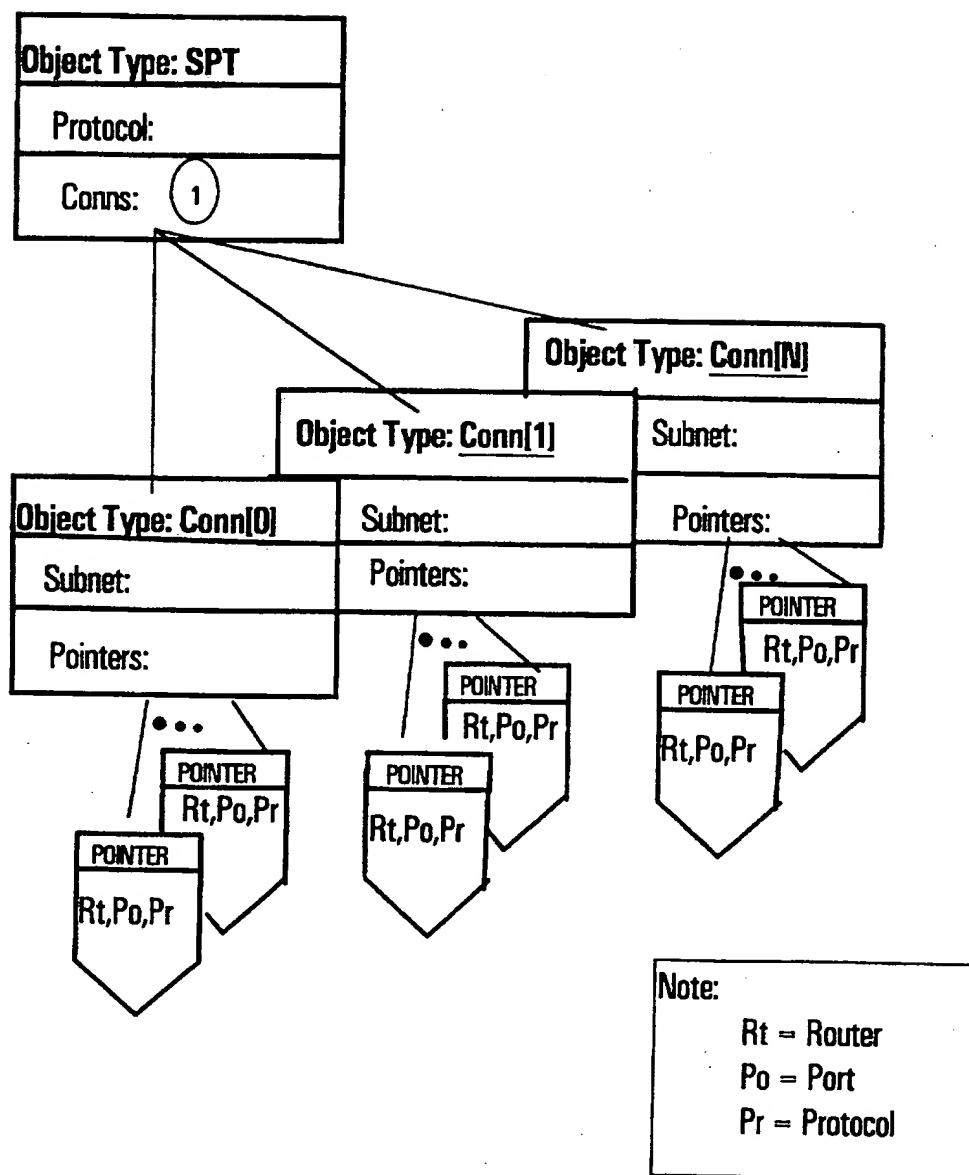 Object Type: SPT
Protocol:
Conns: 1
Object Type: Conn[N]
Subnet:
Pointers:
Object Type: Conn[1]
Subnet:
Pointers:
Object Type: Conn[0]
Subnet:
Pointers:
POINTER
Rt,Po,Pr
POINTER
Rt,Po,Pr
POINTER
Rt,Po,Pr
POINTER
Rt,Po,Pr
POINTER
Rt,Po,Pr
POINTER
Rt,Po,Pr
Note:
Rt = Router
Po = Port
Pr = Protocol